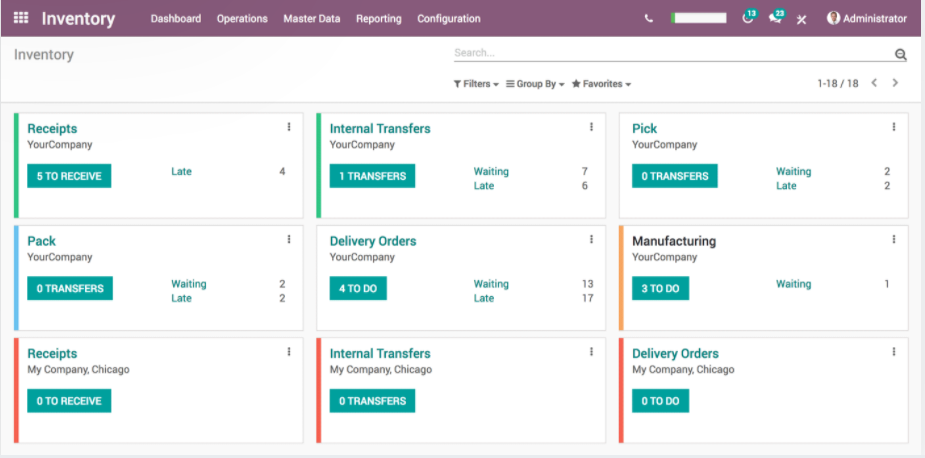 Inventory Dashboard Operations Master Data Reporting Configuration 13 23 Administrator
Inventory Search...
Filters Group By Favorites 1-18 / 18
Receipts Internal Transfers Pick
YourCompany YourCompany YourCompany
5 TO RECEIVE Late 4 1 TRANSFERS Waiting 7 0 TRANSFERS Waiting 2
Late 6 Late 2
Pack Delivery Orders Manufacturing
YourCompany YourCompany YourCompany
0 TRANSFERS Waiting 2 4 TO DO Waiting 13 3 TO DO Waiting 1
Late 2 Late 17
Receipts Internal Transfers Delivery Orders
My Company, Chicago My Company, Chicago My Company, Chicago
0 TO RECEIVE 0 TRANSFERS 0 TO DO